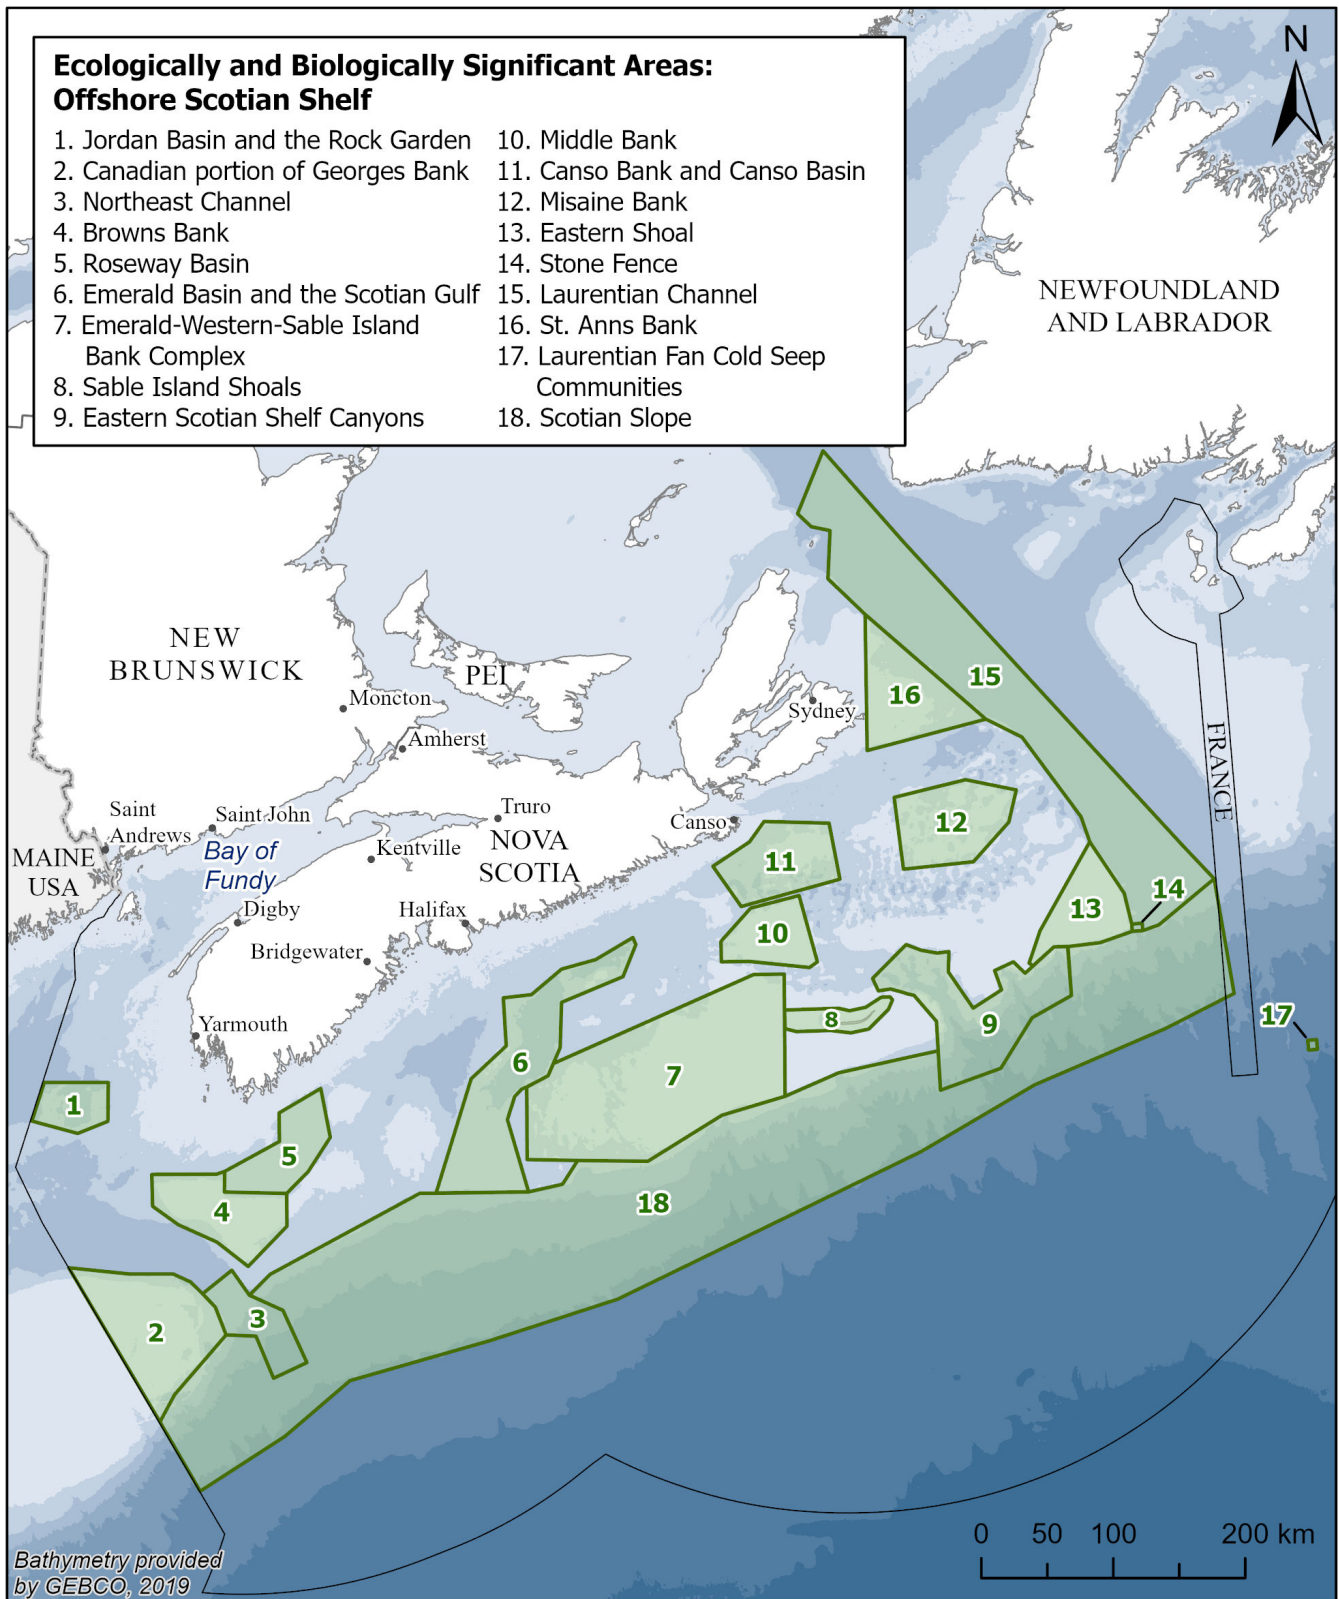 Ecologically and Biologically Significant Areas:
Offshore Scotian Shelf
1. Jordan Basin and the Rock Garden
2. Canadian portion of Georges Bank
3. Northeast Channel
4. Browns Bank
5. Roseway Basin
6. Emerald Basin and the Scotian Gulf
7. Emerald-Western-Sable Island
Bank Complex
8. Sable Island Shoals
9. Eastern Scotian Shelf Canyons
10. Middle Bank
11. Canso Bank and Canso Basin
12. Misaine Bank
13. Eastern Shoal
14. Stone Fence
15. Laurentian Channel
16. St. Anns Bank
17. Laurentian Fan Cold Seep
Communities
18. Scotian Slope
N
NEWFOUNDLAND
AND LABRADOR
NEW
BRUNSWICK
PEI
Moncton
Amherst
Sydney
16
15
FRANCE
Saint
Andrews
Saint John
Truro
Canso
12
MAINE
USA
Bay of
Fundy
Kentville
NOVA
SCOTIA
11
Digby
Halifax
13
14
Bridgewater
10
Yarmouth
8
9
17
6
7
1
5
4
18
3
2
0 50 100 200 km
Bathymetry provided
by GEBCO, 2019